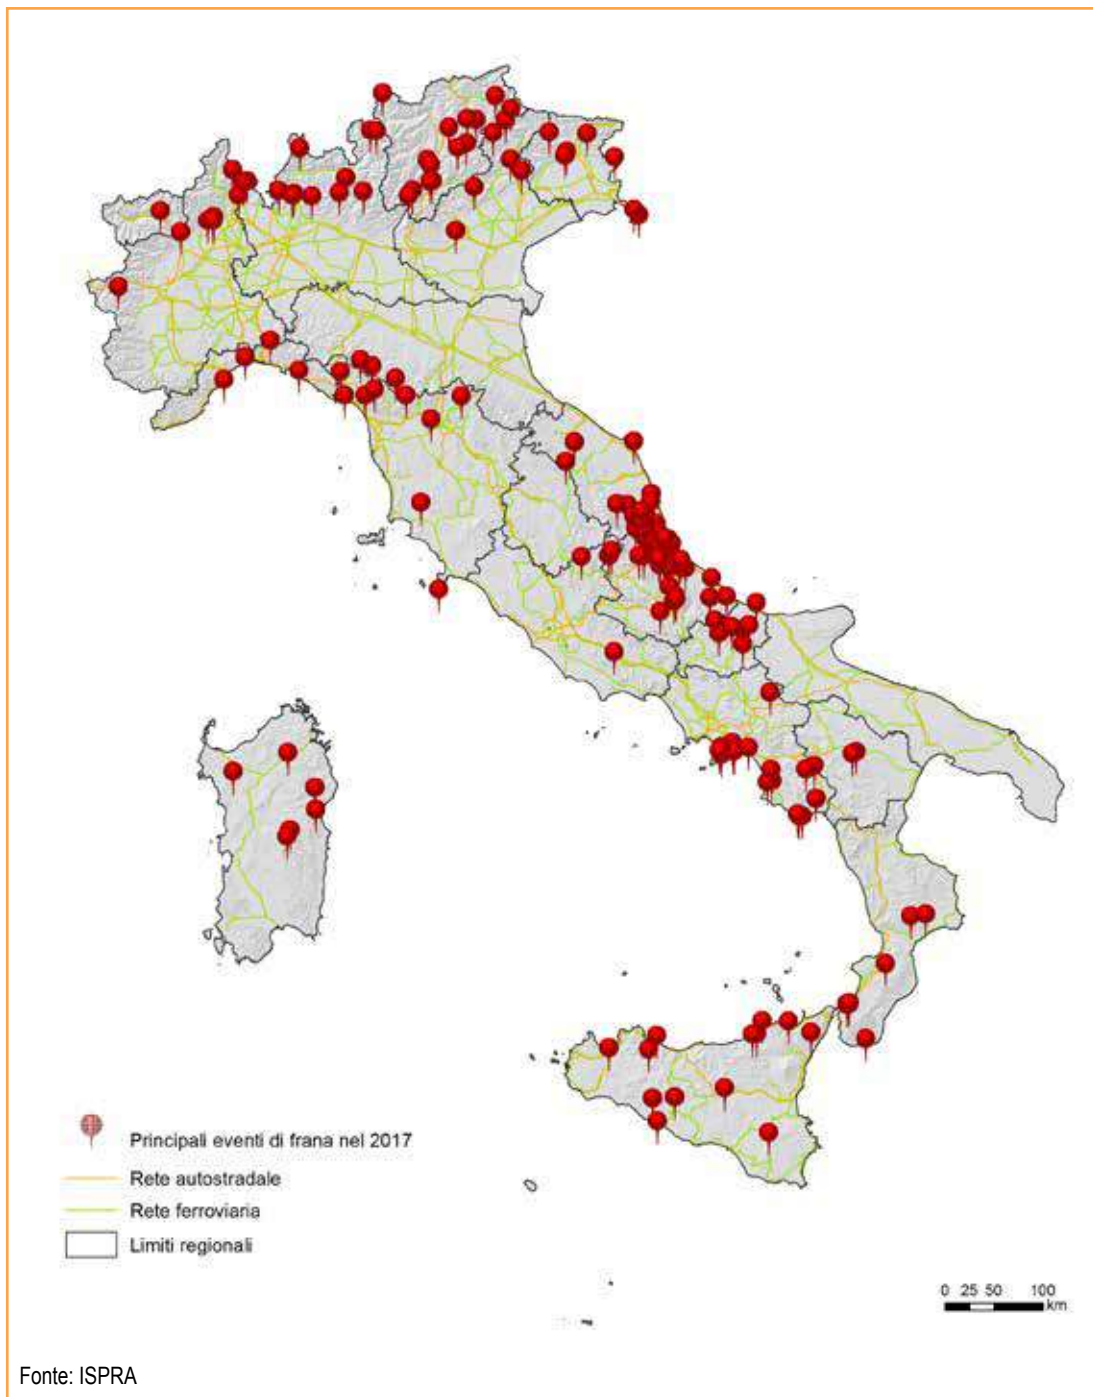 Principali eventi di frana nel 2017
Rete autostradale
Rete ferroviaria
Limiti regionali
0 25 50 100
km
Fonte: ISPRA